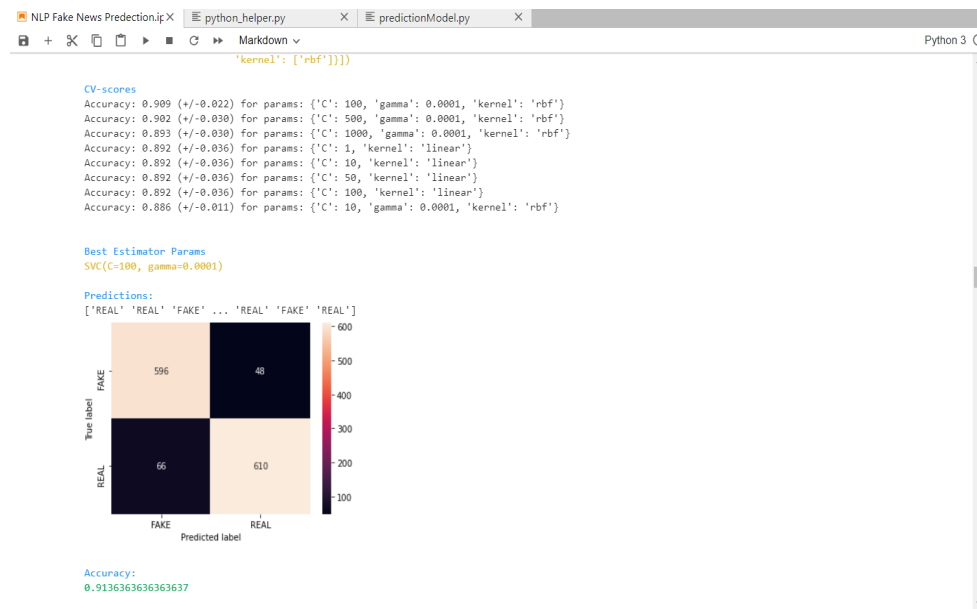 NLP Fake News Predection.ip
python_helper.py
predictionModel.py
Markdown
Python 3
'kernel': ['rbf']]])
CV-scores
Accuracy: 0.909 (+/-0.022) for params: {'C': 100, 'gamma': 0.0001, 'kernel': 'rbf'}
Accuracy: 0.902 (+/-0.030) for params: {'C': 500, 'gamma': 0.0001, 'kernel': 'rbf'}
Accuracy: 0.893 (+/-0.030) for params: {'C': 1000, 'gamma': 0.0001, 'kernel': 'rbf'}
Accuracy: 0.892 (+/-0.036) for params: {'C': 1, 'kernel': 'linear'}
Accuracy: 0.892 (+/-0.036) for params: {'C': 10, 'kernel': 'linear'}
Accuracy: 0.892 (+/-0.036) for params: {'C': 50, 'kernel': 'linear'}
Accuracy: 0.892 (+/-0.036) for params: {'C': 100, 'kernel': 'linear'}
Accuracy: 0.886 (+/-0.011) for params: {'C': 10, 'gamma': 0.0001, 'kernel': 'rbf'}
Best Estimator Params
SVC(C=100, gamma=0.0001)
Predictions:
['REAL' 'REAL' 'FAKE' ... 'REAL' 'FAKE' 'REAL']
True label
FAKE
REAL
596
48
66
610
600
500
400
300
200
100
FAKE
REAL
Predicted label
Accuracy:
0.9136363636363637